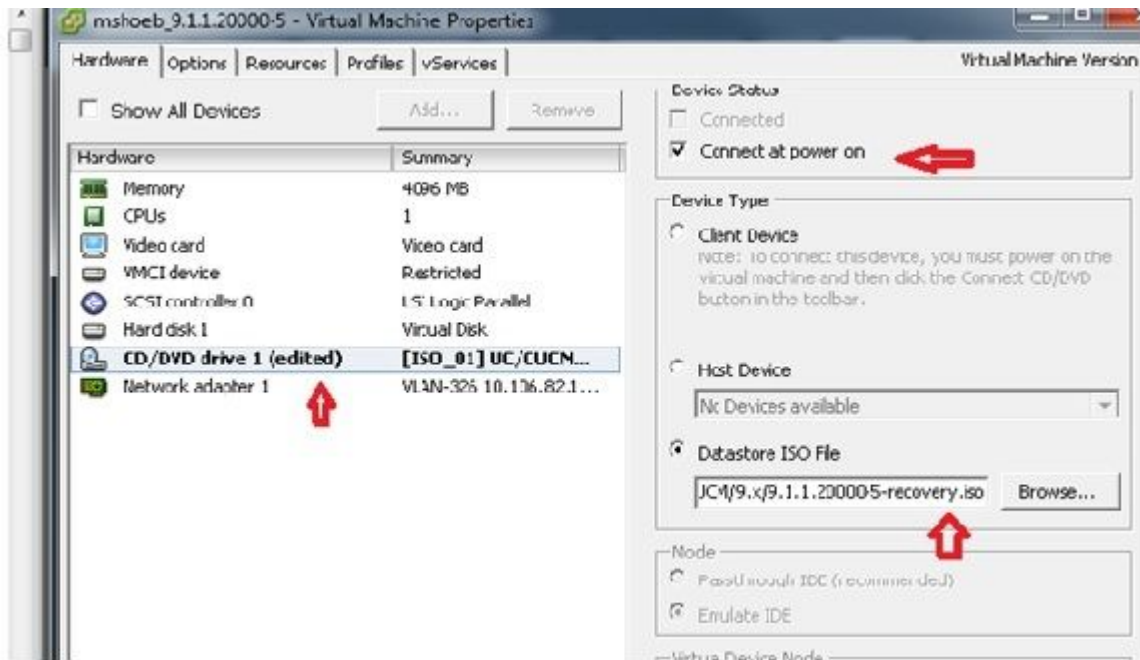 mshoeb_9.1.1.20000-5 - Virtual Machine Properties
Hardware Options Resources Profiles vServices
Virtual Machine Version
Show All Devices
Add...
Remove
Hardware Summary
Memory 4096 MB
CPUs 1
Video card Video card
VMCI device Restricted
SCSI controller 0 LSI Logic Parallel
Hard disk 1 Virtual Disk
CD/DVD drive 1 (edited) [ISO_01] UC/CUCN...
Network adapter 1 VLAN-326 10.106.82.1...
Device Status
Connected
Connect at power on
Device Type
Client Device
Note: To connect this device, you must power on the
virtual machine and then click the Connect CD/DVD
button in the toolbar.
Host Device
No Devices available
Datastore ISO File
UCM/9.x/9.1.1.20000-5-recovery.iso
Browse...
Node
Passthrough IDE (recommended)
Emulate IDE
Virtual Device Node